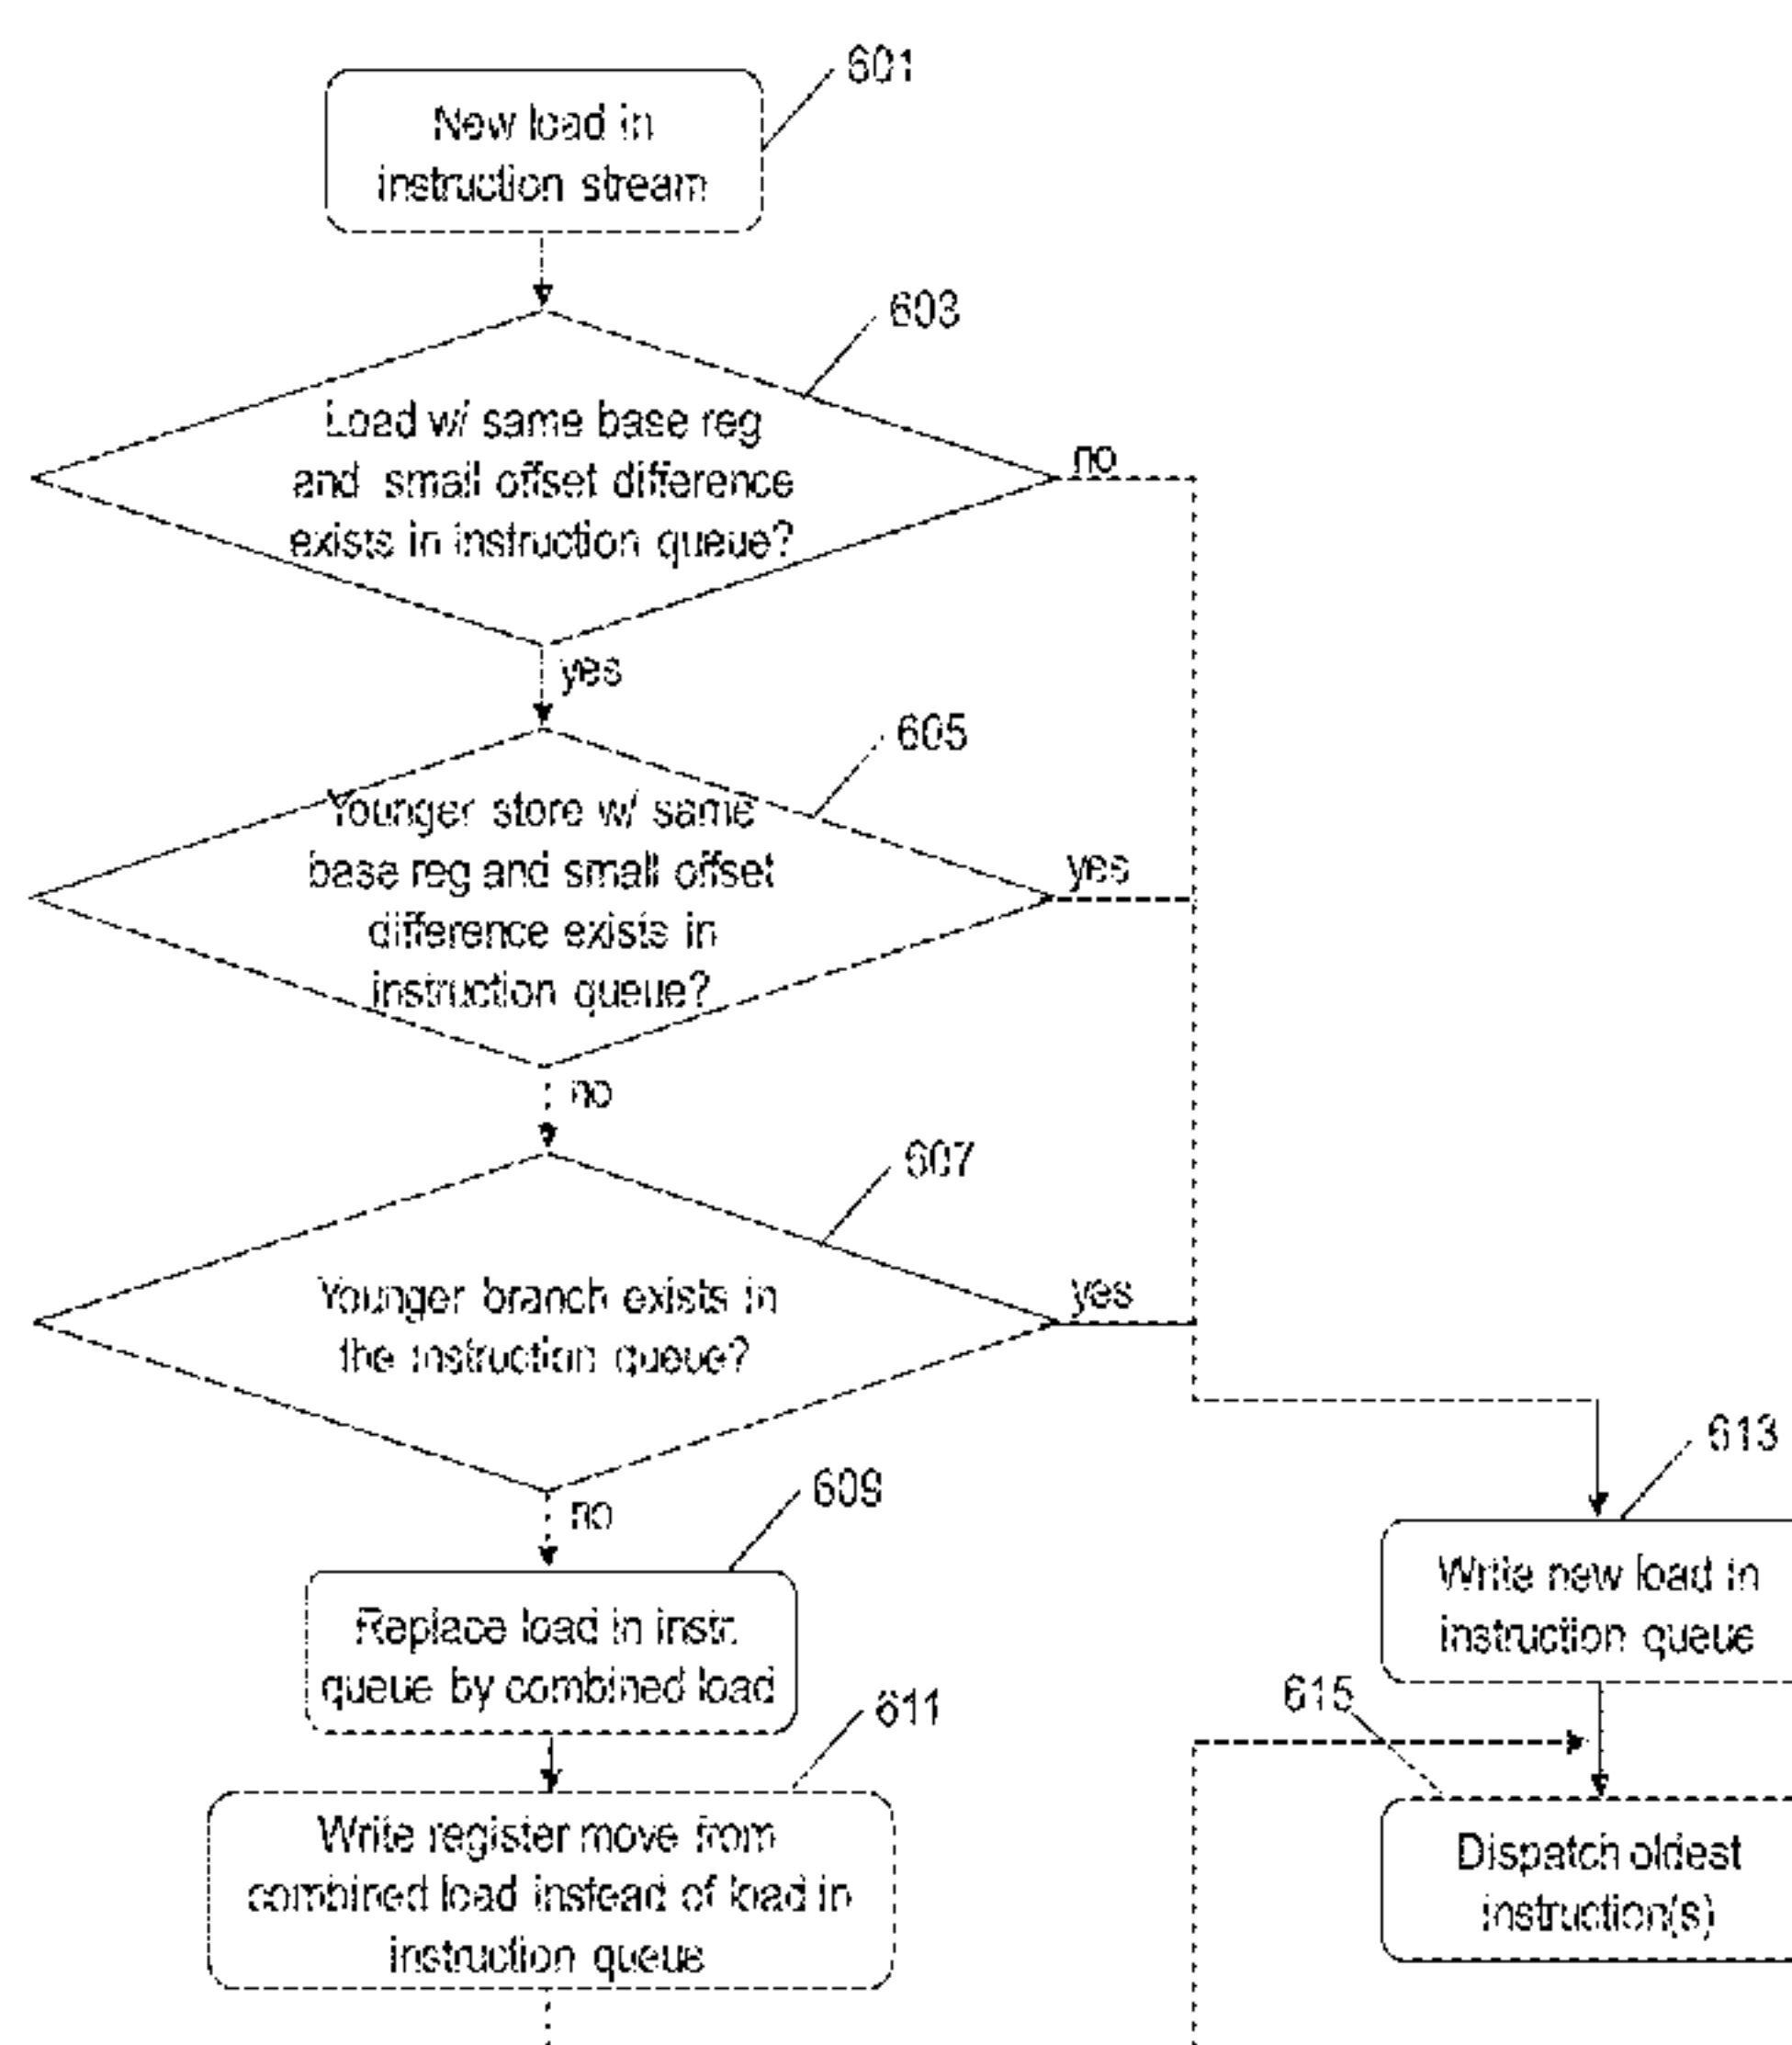 601
New load in
instruction stream
603
Load w/ same base reg
and small offset difference
exists in instruction queue?
no
yes
605
Younger store w/ same
base reg and small offset
difference exists in
instruction queue?
yes
no
607
Younger branch exists in
the instruction queue?
yes
no
609
Replace load in instr.
queue by combined load
611
Write register move from
combined load instead of load in
instruction queue
613
Write new load in
instruction queue
615
Dispatch oldest
instruction(s)